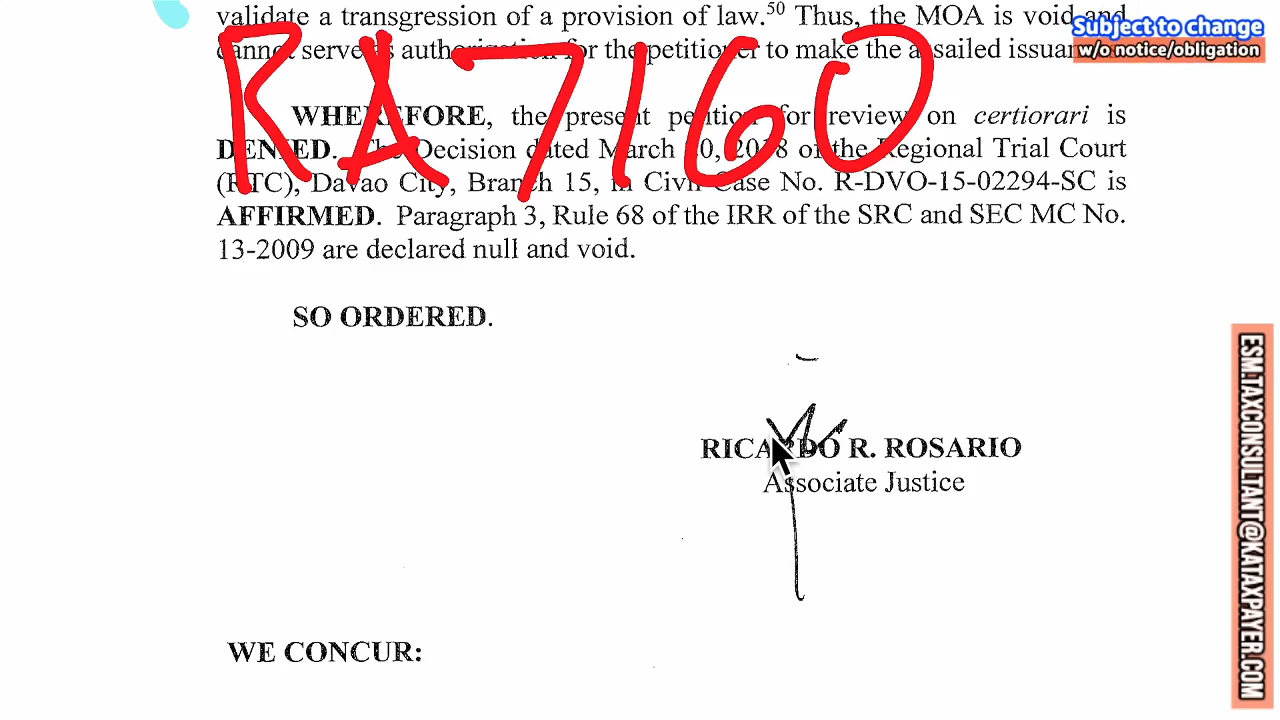 validate a transgression of a provision of law.50 Thus, the MOA is void and
cannot serve as authorization for the petitioner to make the assailed issuance.
Subject to change
w/o notice/obligation
RA 7160
WHEREFORE, the present petition for review on certiorari is
DENIED. The Decision dated March 20, 2018 of the Regional Trial Court
(RTC), Davao City, Branch 15, in Civil Case No. R-DVO-15-02294-SC is
AFFIRMED. Paragraph 3, Rule 68 of the IRR of the SRC and SEC MC No.
13-2009 are declared null and void.
SO ORDERED.
RICARDO R. ROSARIO
Associate Justice
WE CONCUR:
ESM.TAXCONSULTANT@KATAXPAYER.COM